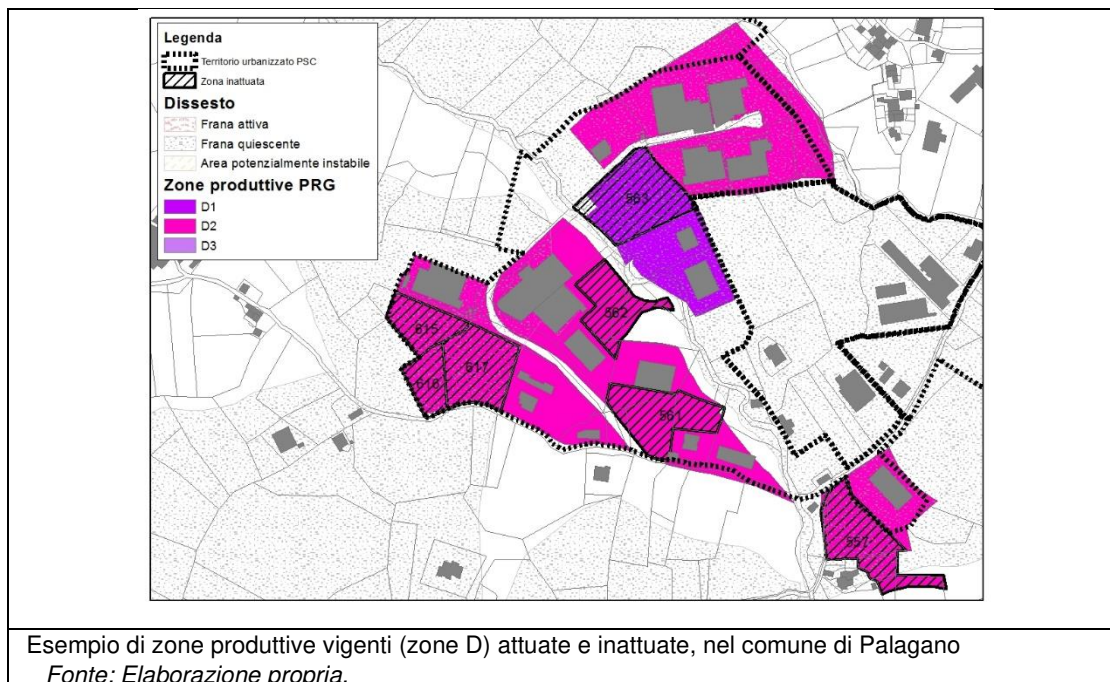 Legenda
Territorio urbanizzato PSC
Zona inattuata
Dissesto
Frana attiva
Frana quiescente
Area potenzialmente instabile
Zone produttive PRG
D1
D2
D3
563
562
615
617
616
561
557
Esempio di zone produttive vigenti (zone D) attuate e inattuate, nel comune di Palagano
Fonte: Elaborazione propria.